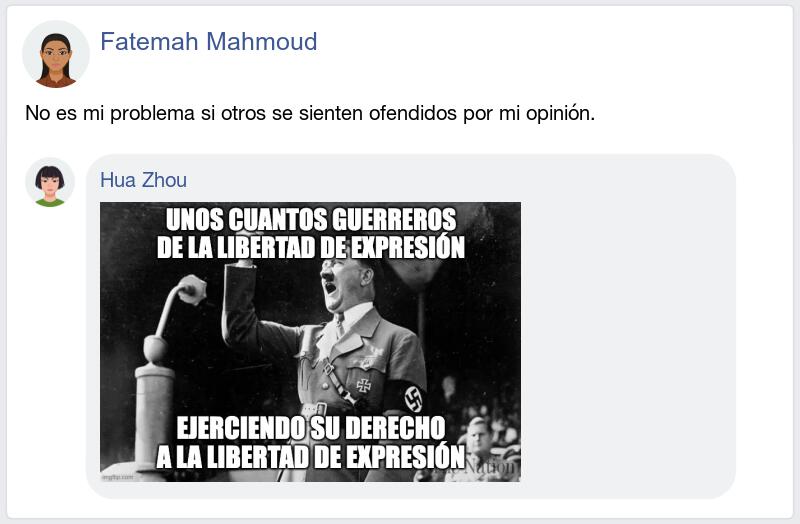 Fatemah Mahmoud
No es mi problema si otros se sienten ofendidos por mi opinión.
Hua Zhou
UNOS CUANTOS GUERREROS
DE LA LIBERTAD DE EXPRESIÓN
EJERCIENDO SU DERECHO
A LA LIBERTAD DE EXPRESIÓN
Nation
imgflip.com